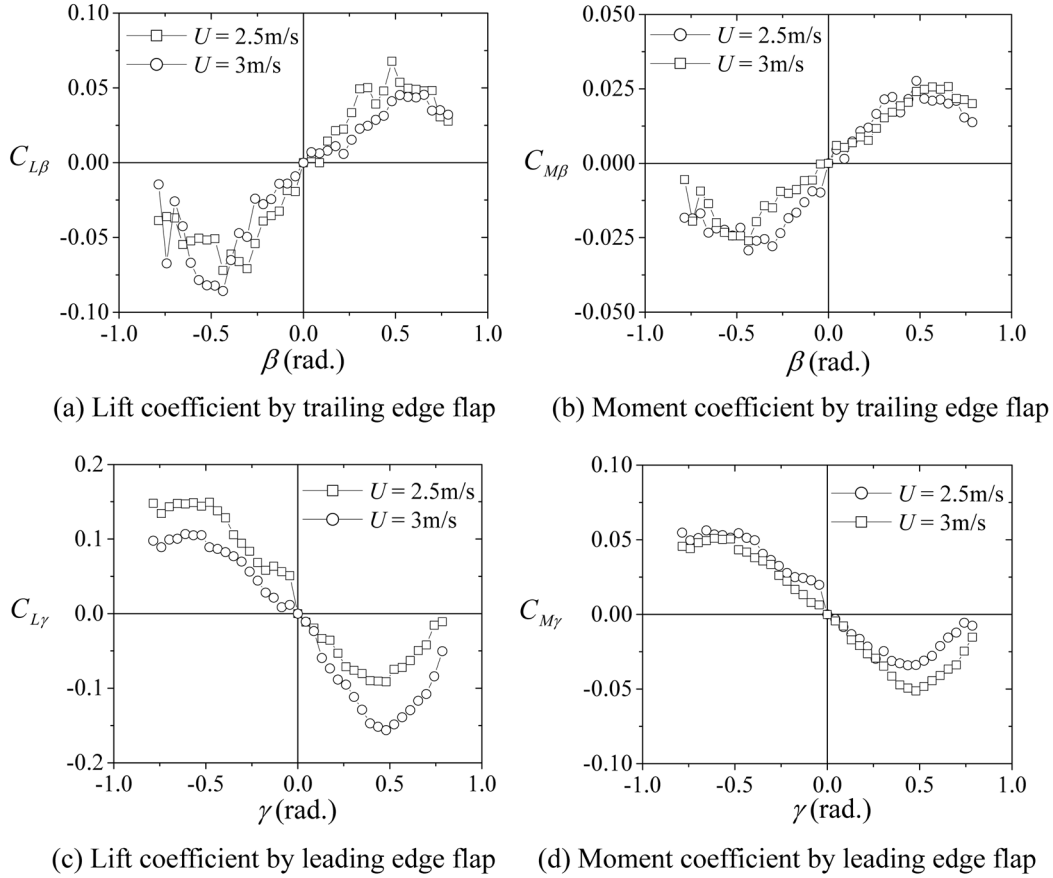 0.10
0.05
0.00
-0.05
-0.10
C_Lβ
U = 2.5m/s
U = 3m/s
-1.0 -0.5 0.0 0.5 1.0
β (rad.)
(a) Lift coefficient by trailing edge flap
0.050
0.025
0.000
-0.025
-0.050
C_Mβ
U = 2.5m/s
U = 3m/s
-1.0 -0.5 0.0 0.5 1.0
β (rad.)
(b) Moment coefficient by trailing edge flap
0.2
0.1
0.0
-0.1
-0.2
C_Lγ
U = 2.5m/s
U = 3m/s
-1.0 -0.5 0.0 0.5 1.0
γ (rad.)
(c) Lift coefficient by leading edge flap
0.10
0.05
0.00
-0.05
-0.10
C_Mγ
U = 2.5m/s
U = 3m/s
-1.0 -0.5 0.0 0.5 1.0
γ (rad.)
(d) Moment coefficient by leading edge flap